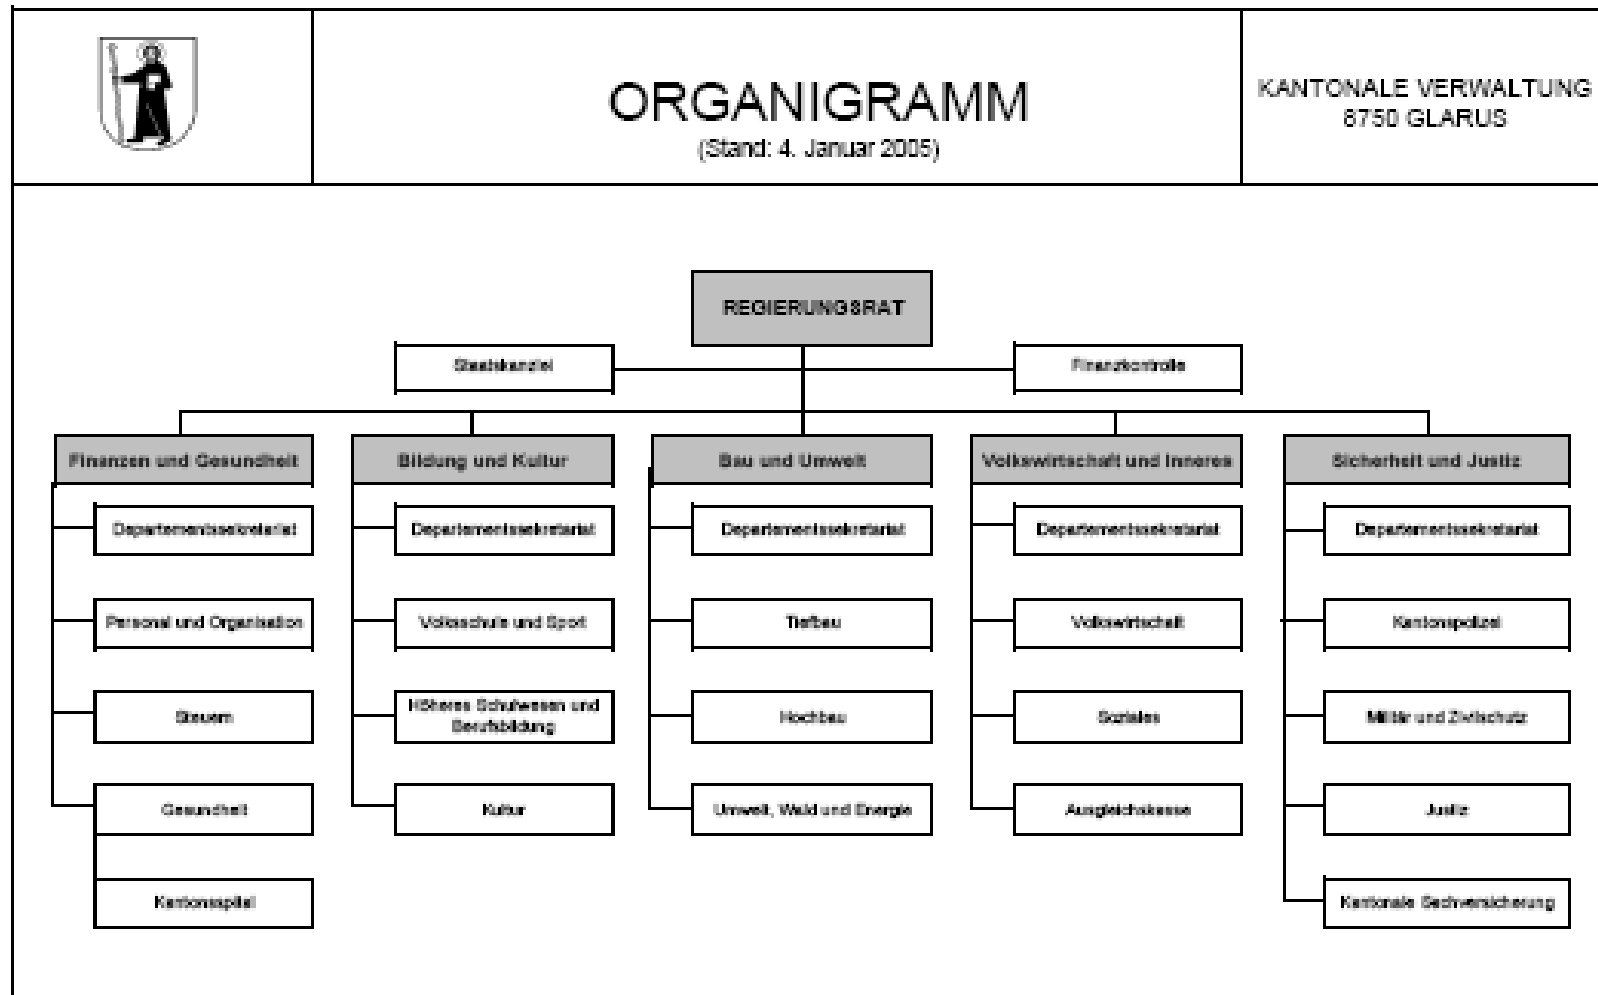 ORGANIGRAMM
(Stand: 4. Januar 2005)
KANTONALE VERWALTUNG
8750 GLARUS
REGIERUNGSRAT
Staatskanzlei
Finanzkontrolle
Finanzen und Gesundheit
Bildung und Kultur
Bau und Umwelt
Volkswirtschaft und Inneres
Sicherheit und Justiz
Departementssekretariat
Departementssekretariat
Departementssekretariat
Departementssekretariat
Departementssekretariat
Personal und Organisation
Volksschule und Sport
Tiefbau
Volkswirtschaft
Kantonspolizei
Steuern
Höheres Schulwesen und
Berufsbildung
Hochbau
Soziales
Militär und Zivilschutz
Gesundheit
Kultur
Umwelt, Wald und Energie
Ausgleichskasse
Justiz
Kantonsspital
Kantonale Sachversicherung